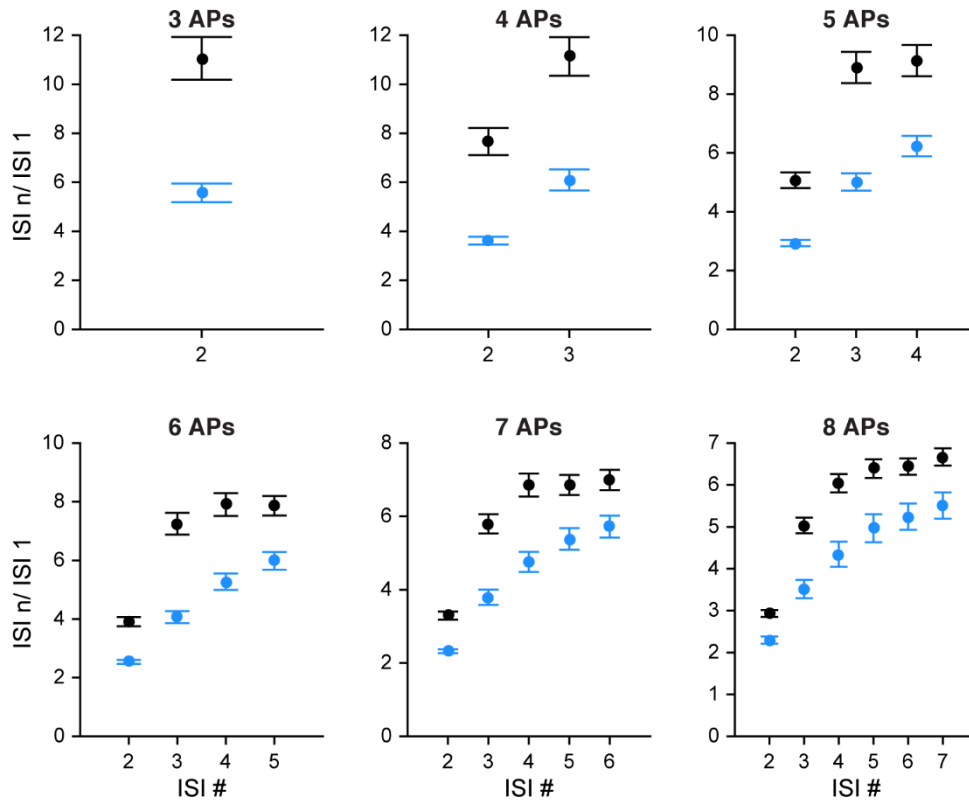 3 APs
ISI n/ ISI 1
12
10
8
6
4
2
0
2
4 APs
12
10
8
6
4
2
0
2 3
5 APs
10
8
6
4
2
0
2 3 4
6 APs
ISI n/ ISI 1
10
8
6
4
2
0
2 3 4 5
ISI #
7 APs
8
6
4
2
0
2 3 4 5 6
ISI #
8 APs
7
6
5
4
3
2
1
0
2 3 4 5 6 7
ISI #